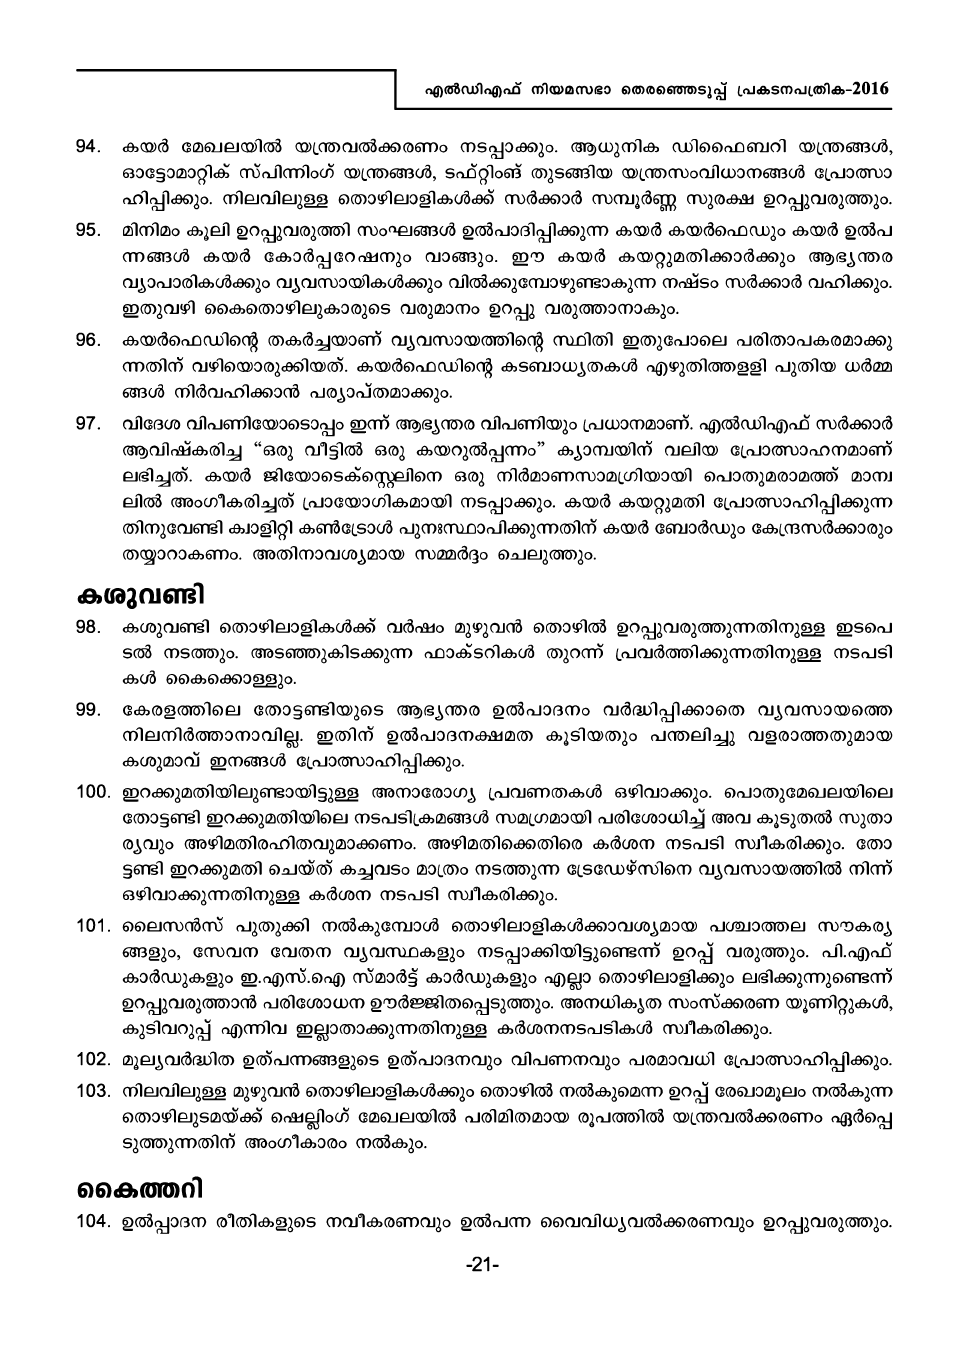 എൽഡിഎഫ് നിയമസഭാ തെരഞ്ഞെടുപ്പ് പ്രകടനപത്രിക-2016
94. കയർ മേഖലയിൽ യന്ത്രവൽക്കരണം നടപ്പാക്കും. ആധുനിക ഡിഫൈബറി യന്ത്രങ്ങൾ,
ഓട്ടോമാറ്റിക് സ്പിന്നിംഗ് യന്ത്രങ്ങൾ, ടഫ്റ്റിംങ് തുടങ്ങിയ യന്ത്രസംവിധാനങ്ങൾ പ്രോത്സാ
ഹിപ്പിക്കും. നിലവിലുള്ള തൊഴിലാളികൾക്ക് സർക്കാർ സമ്പൂർണ്ണ സുരക്ഷ ഉറപ്പുവരുത്തും.
95. മിനിമം കൂലി ഉറപ്പുവരുത്തി സംഘങ്ങൾ ഉൽപാദിപ്പിക്കുന്ന കയർ കയർഫെഡും കയർ ഉൽപ
ന്നങ്ങൾ കയർ കോർപ്പറേഷനും വാങ്ങും. ഈ കയർ കയറ്റുമതിക്കാർക്കും ആഭ്യന്തര
വ്യാപാരികൾക്കും വ്യവസായികൾക്കും വിൽക്കുമ്പോഴുണ്ടാകുന്ന നഷ്ടം സർക്കാർ വഹിക്കും.
ഇതുവഴി കൈതൊഴിലുകാരുടെ വരുമാനം ഉറപ്പു വരുത്താനാകും.
96. കയർഫെഡിന്റെ തകർച്ചയാണ് വ്യവസായത്തിന്റെ സ്ഥിതി ഇതുപോലെ പരിതാപകരമാക്കു
ന്നതിന് വഴിയൊരുക്കിയത്. കയർഫെഡിന്റെ കടബാധ്യതകൾ എഴുതിത്തളളി പുതിയ ധർമ്മ
ങ്ങൾ നിർവഹിക്കാൻ പര്യാപ്തമാക്കും.
97. വിദേശ വിപണിയോടൊപ്പം ഇന്ന് ആഭ്യന്തര വിപണിയും പ്രധാനമാണ്. എൽഡിഎഫ് സർക്കാർ
ആവിഷ്കരിച്ച “ഒരു വീട്ടിൽ ഒരു കയറുൽപ്പന്നം” ക്യാമ്പയിന് വലിയ പ്രോത്സാഹനമാണ്
ലഭിച്ചത്. കയർ ജിയോടെക്സ്റ്റെലിനെ ഒരു നിർമാണസാമഗ്രിയായി പൊതുമരാമത്ത് മാന്വ
ലിൽ അംഗീകരിച്ചത് പ്രായോഗികമായി നടപ്പാക്കും. കയർ കയറ്റുമതി പ്രോത്സാഹിപ്പിക്കുന്ന
തിനുവേണ്ടി ക്വാളിറ്റി കൺട്രോൾ പുനഃസ്ഥാപിക്കുന്നതിന് കയർ ബോർഡും കേന്ദ്രസർക്കാരും
തയ്യാറാകണം. അതിനാവശ്യമായ സമ്മർദ്ദം ചെലുത്തും.
കശുവണ്ടി
98. കശുവണ്ടി തൊഴിലാളികൾക്ക് വർഷം മുഴുവൻ തൊഴിൽ ഉറപ്പുവരുത്തുന്നതിനുള്ള ഇടപെ
ടൽ നടത്തും. അടഞ്ഞുകിടക്കുന്ന ഫാക്ടറികൾ തുറന്ന് പ്രവർത്തിക്കുന്നതിനുള്ള നടപടി
കൾ കൈക്കൊള്ളും.
99. കേരളത്തിലെ തോട്ടണ്ടിയുടെ ആഭ്യന്തര ഉൽപാദനം വർദ്ധിപ്പിക്കാതെ വ്യവസായത്തെ
നിലനിർത്താനാവില്ല. ഇതിന് ഉൽപാദനക്ഷമത കൂടിയതും പന്തലിച്ചു വളരാത്തതുമായ
കശുമാവ് ഇനങ്ങൾ പ്രോത്സാഹിപ്പിക്കും.
100. ഇറക്കുമതിയിലുണ്ടായിട്ടുള്ള അനാരോഗ്യ പ്രവണതകൾ ഒഴിവാക്കും. പൊതുമേഖലയിലെ
തോട്ടണ്ടി ഇറക്കുമതിയിലെ നടപടിക്രമങ്ങൾ സമഗ്രമായി പരിശോധിച്ച് അവ കൂടുതൽ സുതാ
ര്യവും അഴിമതിരഹിതവുമാക്കണം. അഴിമതിക്കെതിരെ കർശന നടപടി സ്വീകരിക്കും. തോ
ട്ടണ്ടി ഇറക്കുമതി ചെയ്ത് കച്ചവടം മാത്രം നടത്തുന്ന ട്രേഡേഴ്സിനെ വ്യവസായത്തിൽ നിന്ന്
ഒഴിവാക്കുന്നതിനുള്ള കർശന നടപടി സ്വീകരിക്കും.
101. ലൈസൻസ് പുതുക്കി നൽകുമ്പോൾ തൊഴിലാളികൾക്കാവശ്യമായ പശ്ചാത്തല സൗകര്യ
ങ്ങളും, സേവന വേതന വ്യവസ്ഥകളും നടപ്പാക്കിയിട്ടുണ്ടെന്ന് ഉറപ്പ് വരുത്തും. പി.എഫ്
കാർഡുകളും ഇ.എസ്.ഐ സ്മാർട്ട് കാർഡുകളും എല്ലാ തൊഴിലാളിക്കും ലഭിക്കുന്നുണ്ടെന്ന്
ഉറപ്പുവരുത്താൻ പരിശോധന ഊർജ്ജിതപ്പെടുത്തും. അനധികൃത സംസ്ക്കരണ യൂണിറ്റുകൾ,
കുടിവറുപ്പ് എന്നിവ ഇല്ലാതാക്കുന്നതിനുള്ള കർശനനടപടികൾ സ്വീകരിക്കും.
102. മൂല്യവർദ്ധിത ഉത്പന്നങ്ങളുടെ ഉത്പാദനവും വിപണനവും പരമാവധി പ്രോത്സാഹിപ്പിക്കും.
103. നിലവിലുള്ള മുഴുവൻ തൊഴിലാളികൾക്കും തൊഴിൽ നൽകുമെന്ന ഉറപ്പ് രേഖാമൂലം നൽകുന്ന
തൊഴിലുടമയ്ക്ക് ഷെല്ലിംഗ് മേഖലയിൽ പരിമിതമായ രൂപത്തിൽ യന്ത്രവൽക്കരണം ഏർപ്പെ
ടുത്തുന്നതിന് അംഗീകാരം നൽകും.
കൈത്തറി
104. ഉൽപ്പാദന രീതികളുടെ നവീകരണവും ഉൽപന്ന വൈവിധ്യവൽക്കരണവും ഉറപ്പുവരുത്തും.
-21-